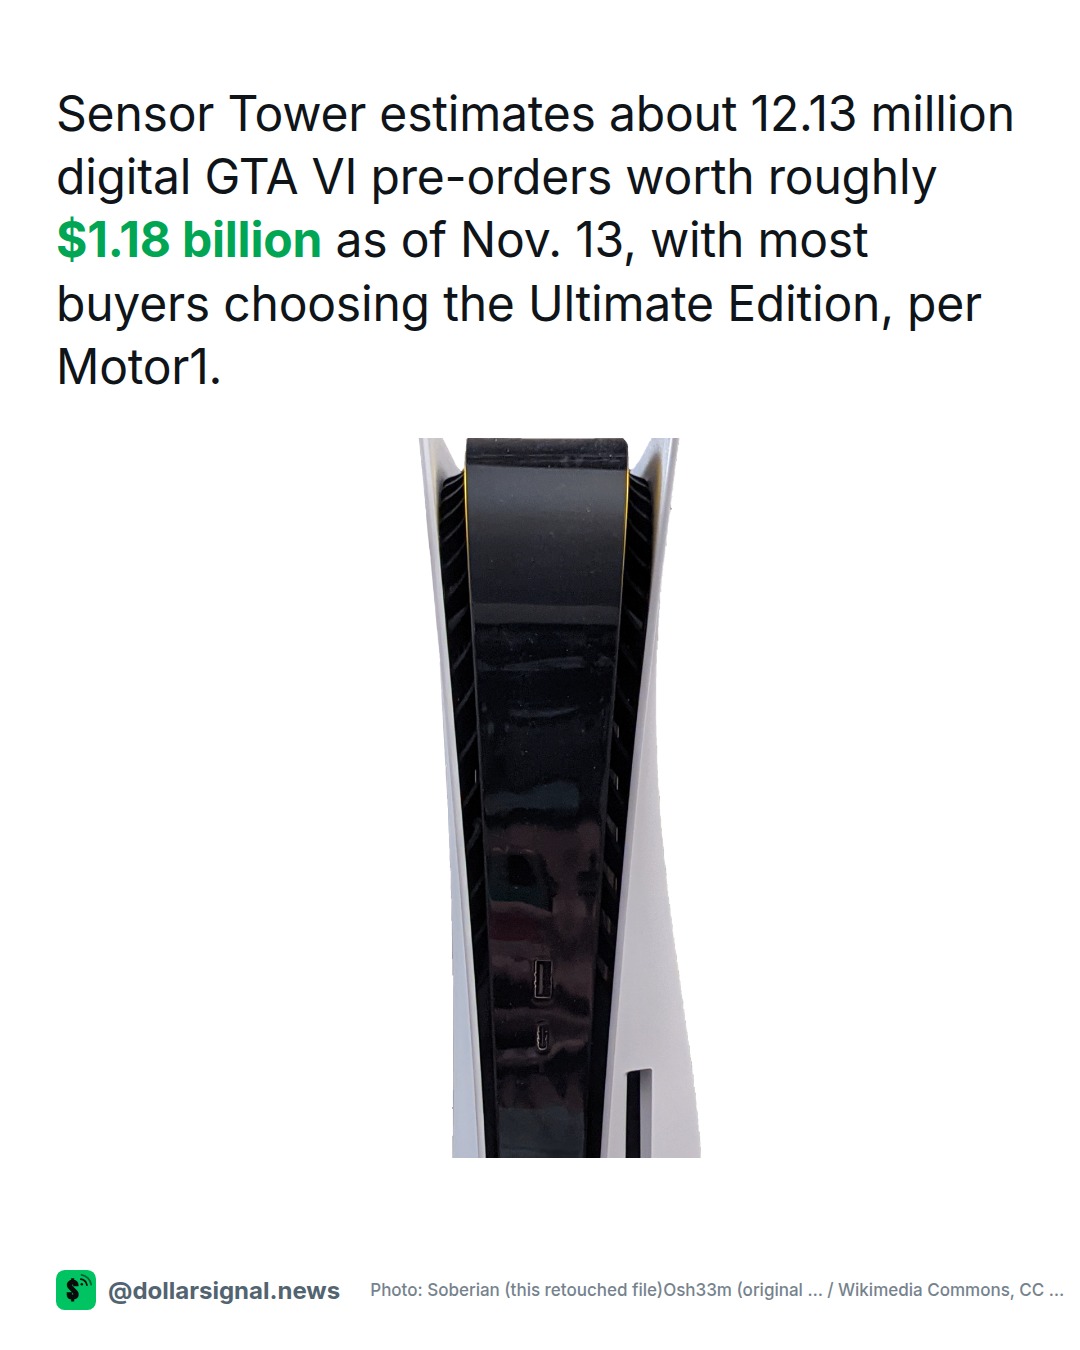 Sensor Tower estimates about 12.13 million
digital GTA VI pre-orders worth roughly
$1.18 billion as of Nov. 13, with most
buyers choosing the Ultimate Edition, per
Motor1.
$
@dollarsignal.news
Photo: Soberian (this retouched file)Osh33m (original ... / Wikimedia Commons, CC ...